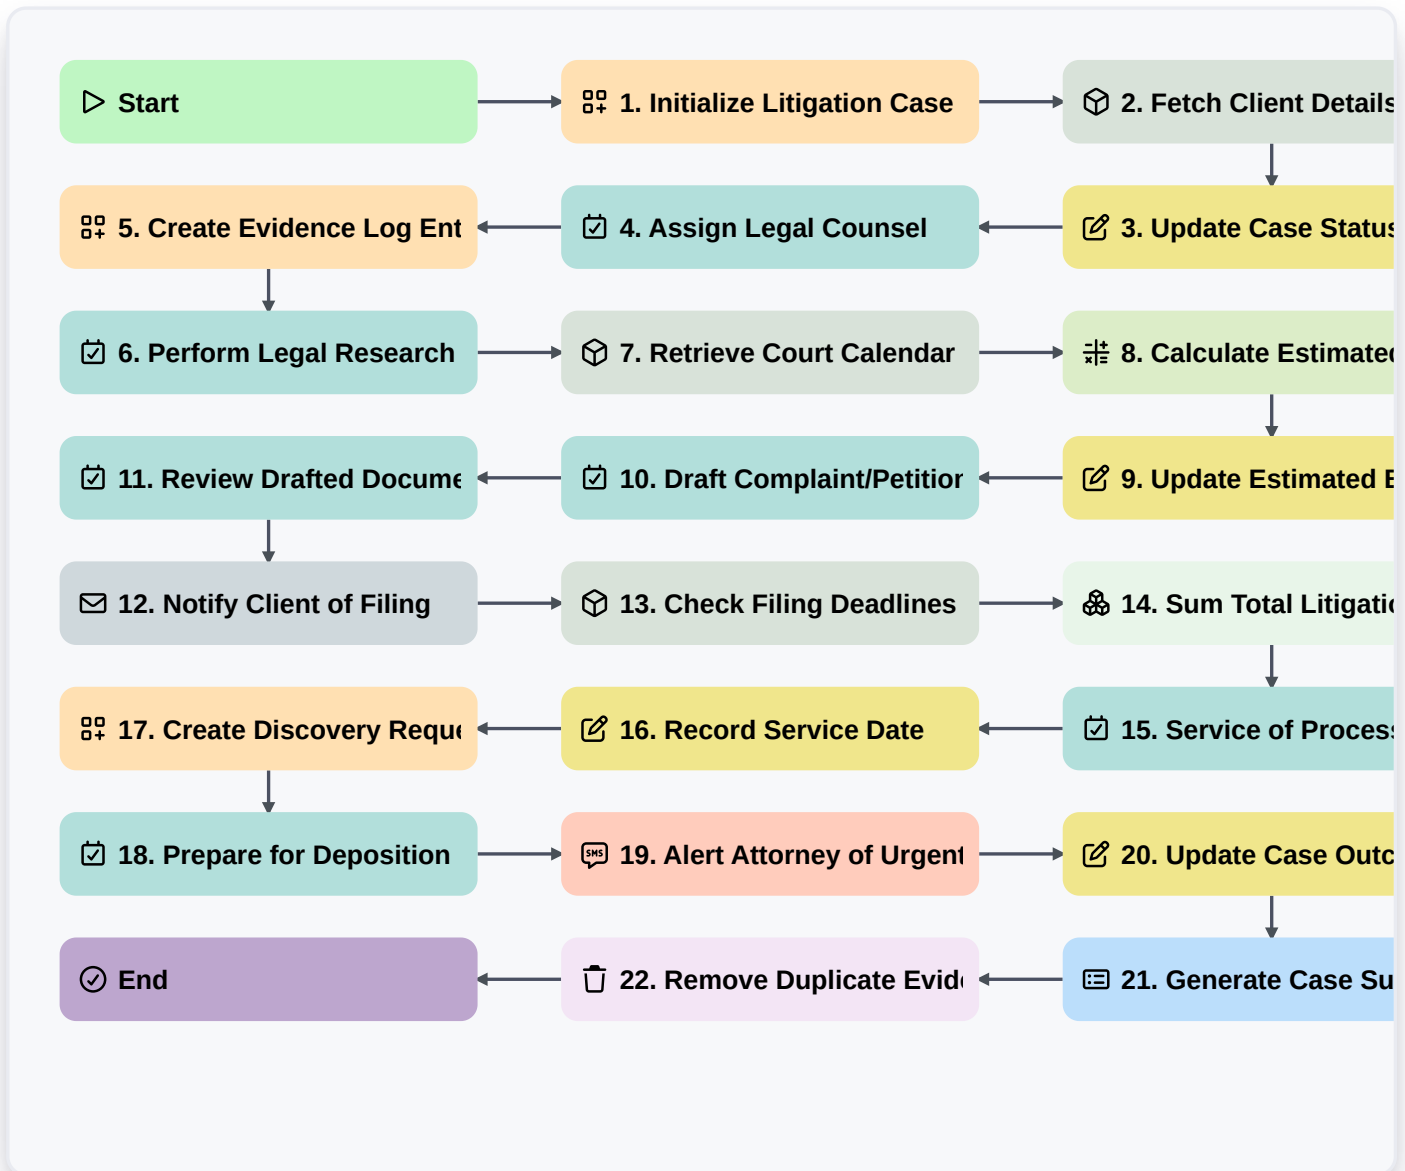 Start
1. Initialize Litigation Case
2. Fetch Client Details
5. Create Evidence Log Ent
4. Assign Legal Counsel
3. Update Case Status
6. Perform Legal Research
7. Retrieve Court Calendar
8. Calculate Estimated
11. Review Drafted Docume
10. Draft Complaint/Petition
9. Update Estimated
12. Notify Client of Filing
13. Check Filing Deadlines
14. Sum Total Litigatio
17. Create Discovery Reque
16. Record Service Date
15. Service of Process
18. Prepare for Deposition
SMS
19. Alert Attorney of Urgent
20. Update Case Outc
End
22. Remove Duplicate Evide
21. Generate Case Su